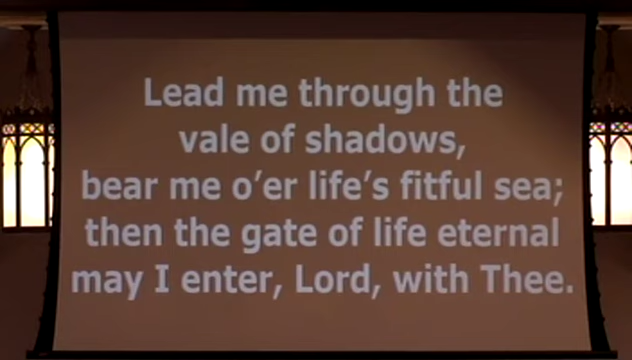 Lead me through the
vale of shadows,
bear me o'er life's fitful sea;
then the gate of life eternal
may I enter, Lord, with Thee.